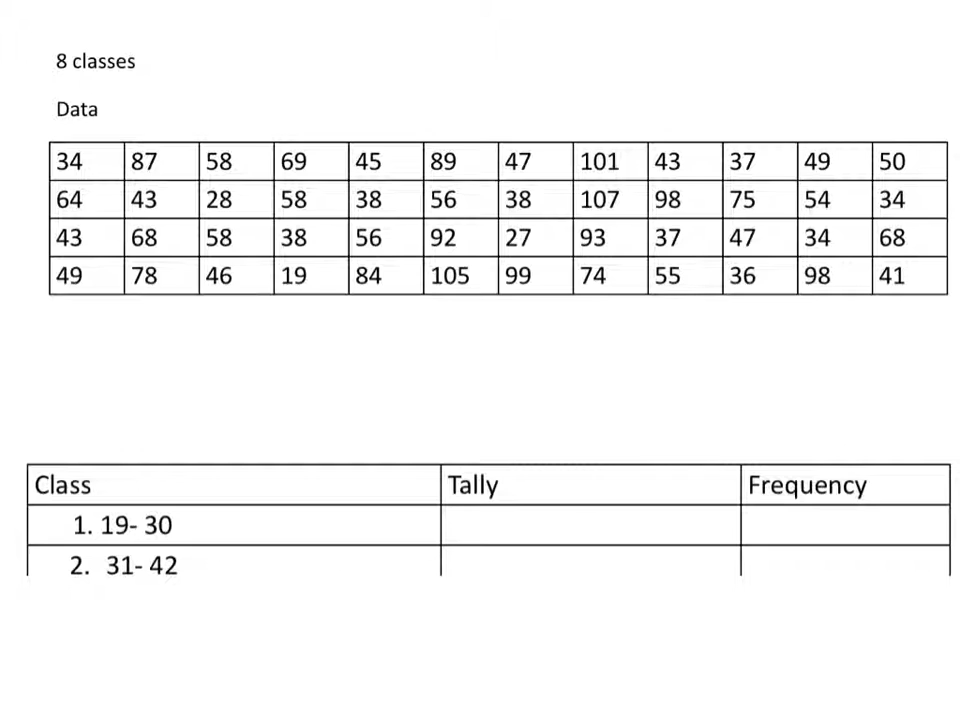 8 classes
Data
34 87 58 69 45 89 47 101 43 37 49 50
64 43 28 58 38 56 38 107 98 75 54 34
43 68 58 38 56 92 27 93 37 47 34 68
49 78 46 19 84 105 99 74 55 36 98 41
Class Tally Frequency
1. 19- 30
2. 31- 42